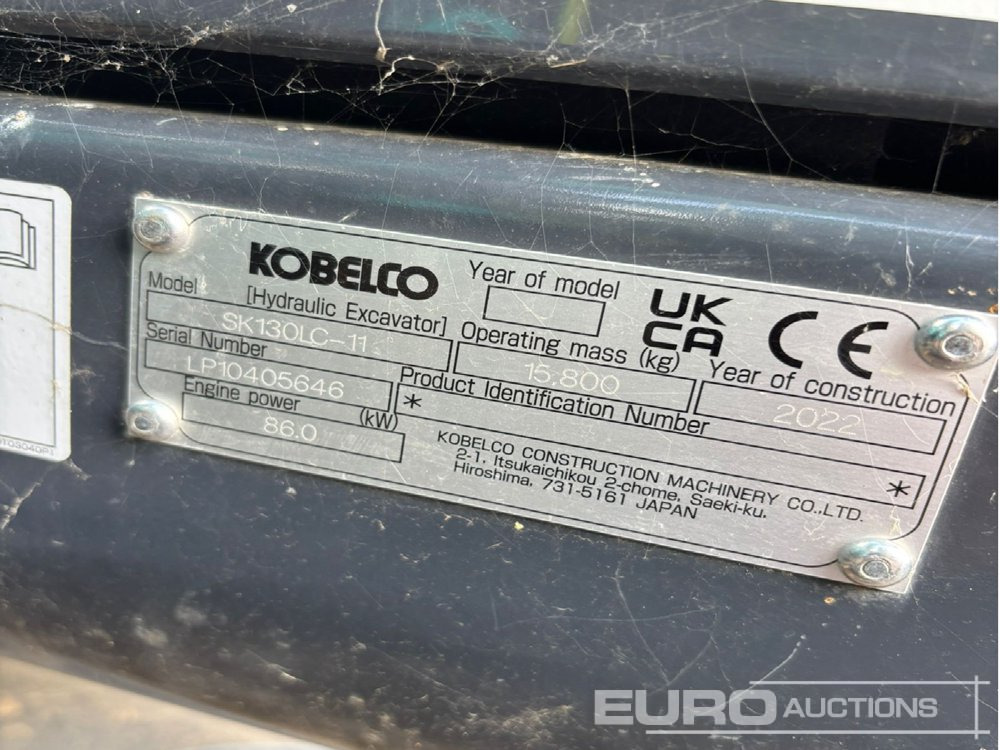 KOBELCO
[Hydraulic Excavator]
Year of model
UK
CA
CE
Model
SK130LC-11
Operating mass (kg)
15,800
Year of construction
2022
Serial Number
LP10405646
Product Identification Number
* *
Engine power (kW)
86.0
KOBELCO CONSTRUCTION MACHINERY CO.,LTD.
2-1, Itsukaichikou 2-chome, Saeki-ku,
Hiroshima, 731-5161 JAPAN
EURO AUCTIONS